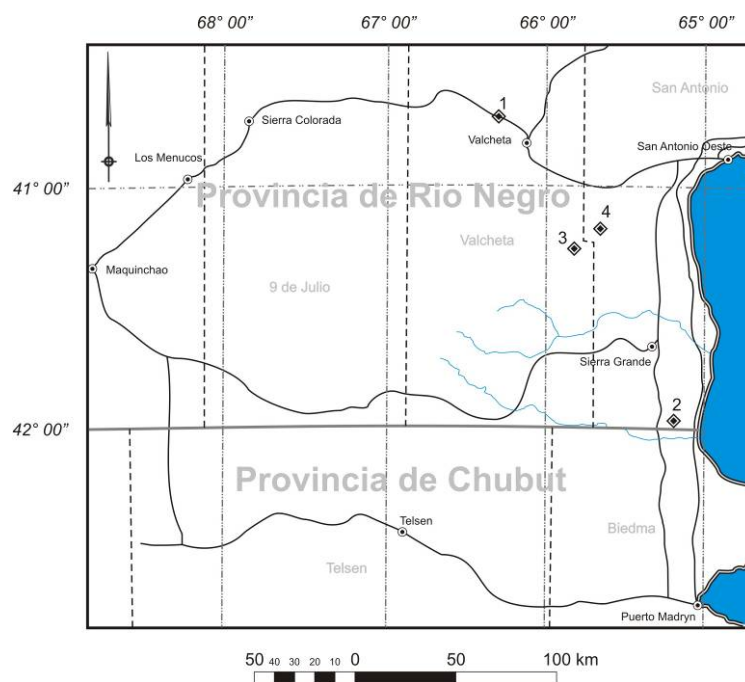 68° 00”
67° 00”
66° 00”
65° 00”
San Antonio
1
Sierra Colorada
Valcheta
San Antonio Oeste
Los Menucos
41° 00”
Provincia de Rio Negro
4
3
Valcheta
Maquinchao
9 de Julio
Sierra Grande
2
42° 00”
Provincia de Chubut
Telsen
Biedma
Telsen
Puerto Madryn
50 40 30 20 10 0 50 100 km